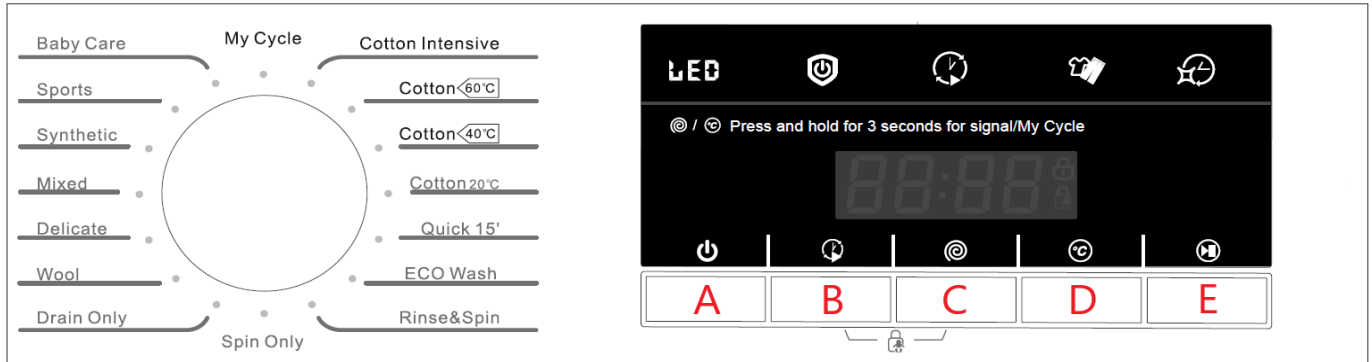 My Cycle
Baby Care
Cotton Intensive
Sports
Cotton 60℃
Synthetic
Cotton 40℃
Mixed
Cotton 20℃
Delicate
Quick 15'
Wool
ECO Wash
Drain Only
Rinse&Spin
Spin Only
LED
/ ℃ Press and hold for 3 seconds for signal/My Cycle
88:88
℃
A B C D E